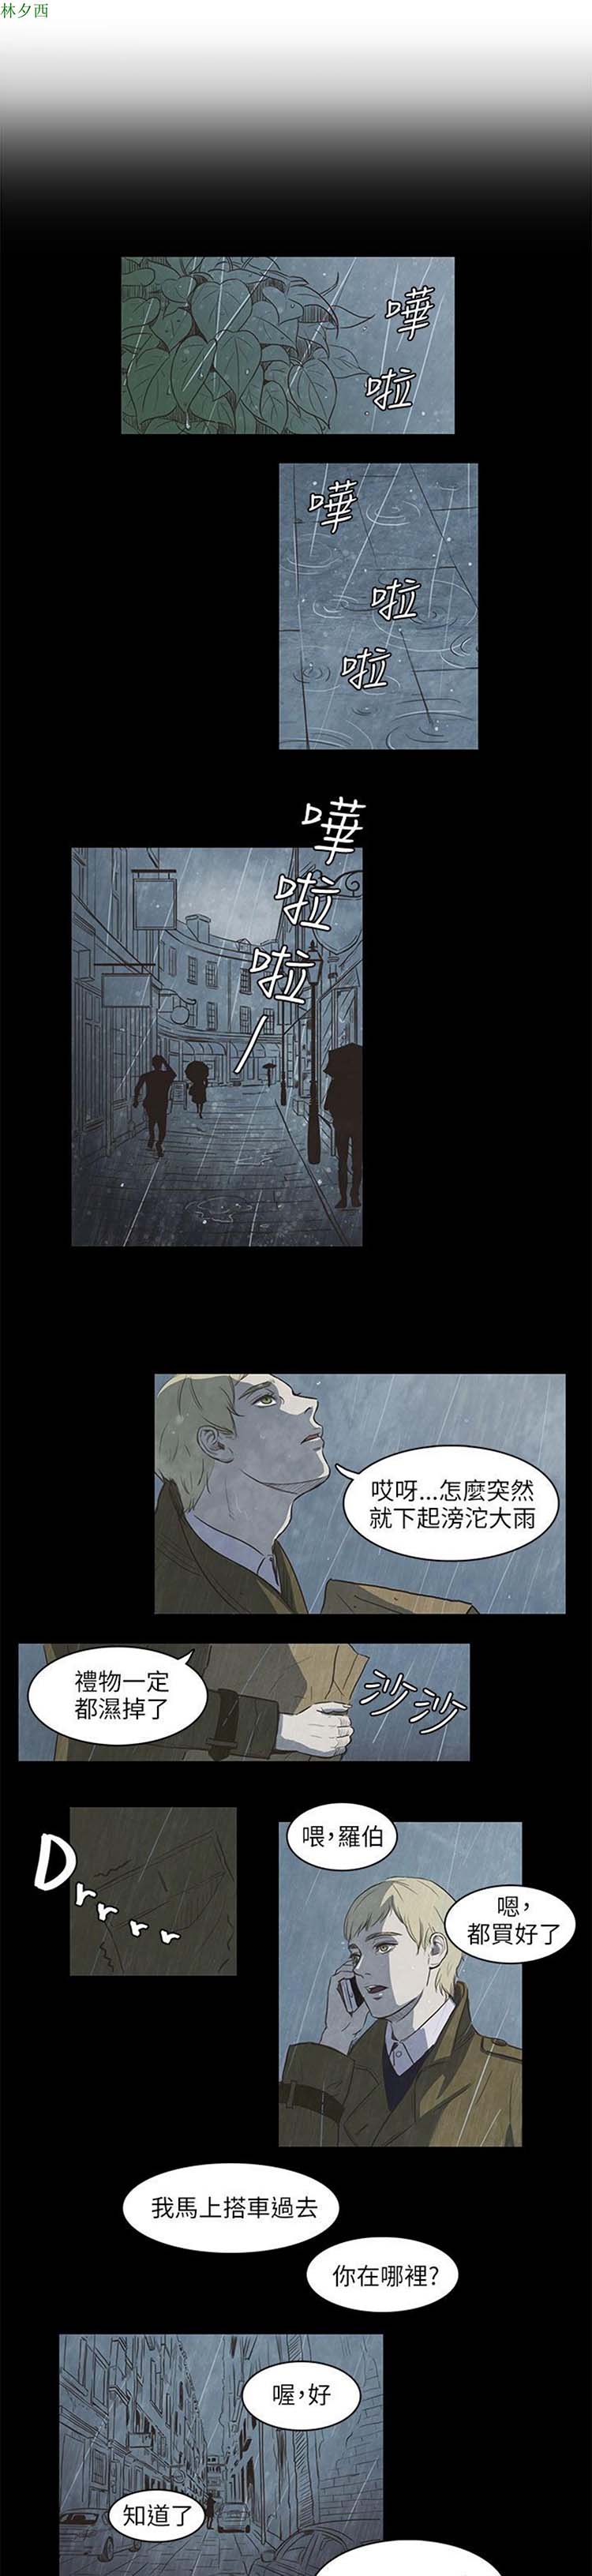 林夕西
嘩
啦
嘩
啦
啦
嘩
啦
啦
哎呀...怎麼突然
就下起滂沱大雨
禮物一定
都濕掉了
沙沙
Drrrrr
喂，羅伯
嗯，
都買好了
我馬上搭車過去
你在哪裡？
喔，好
知道了